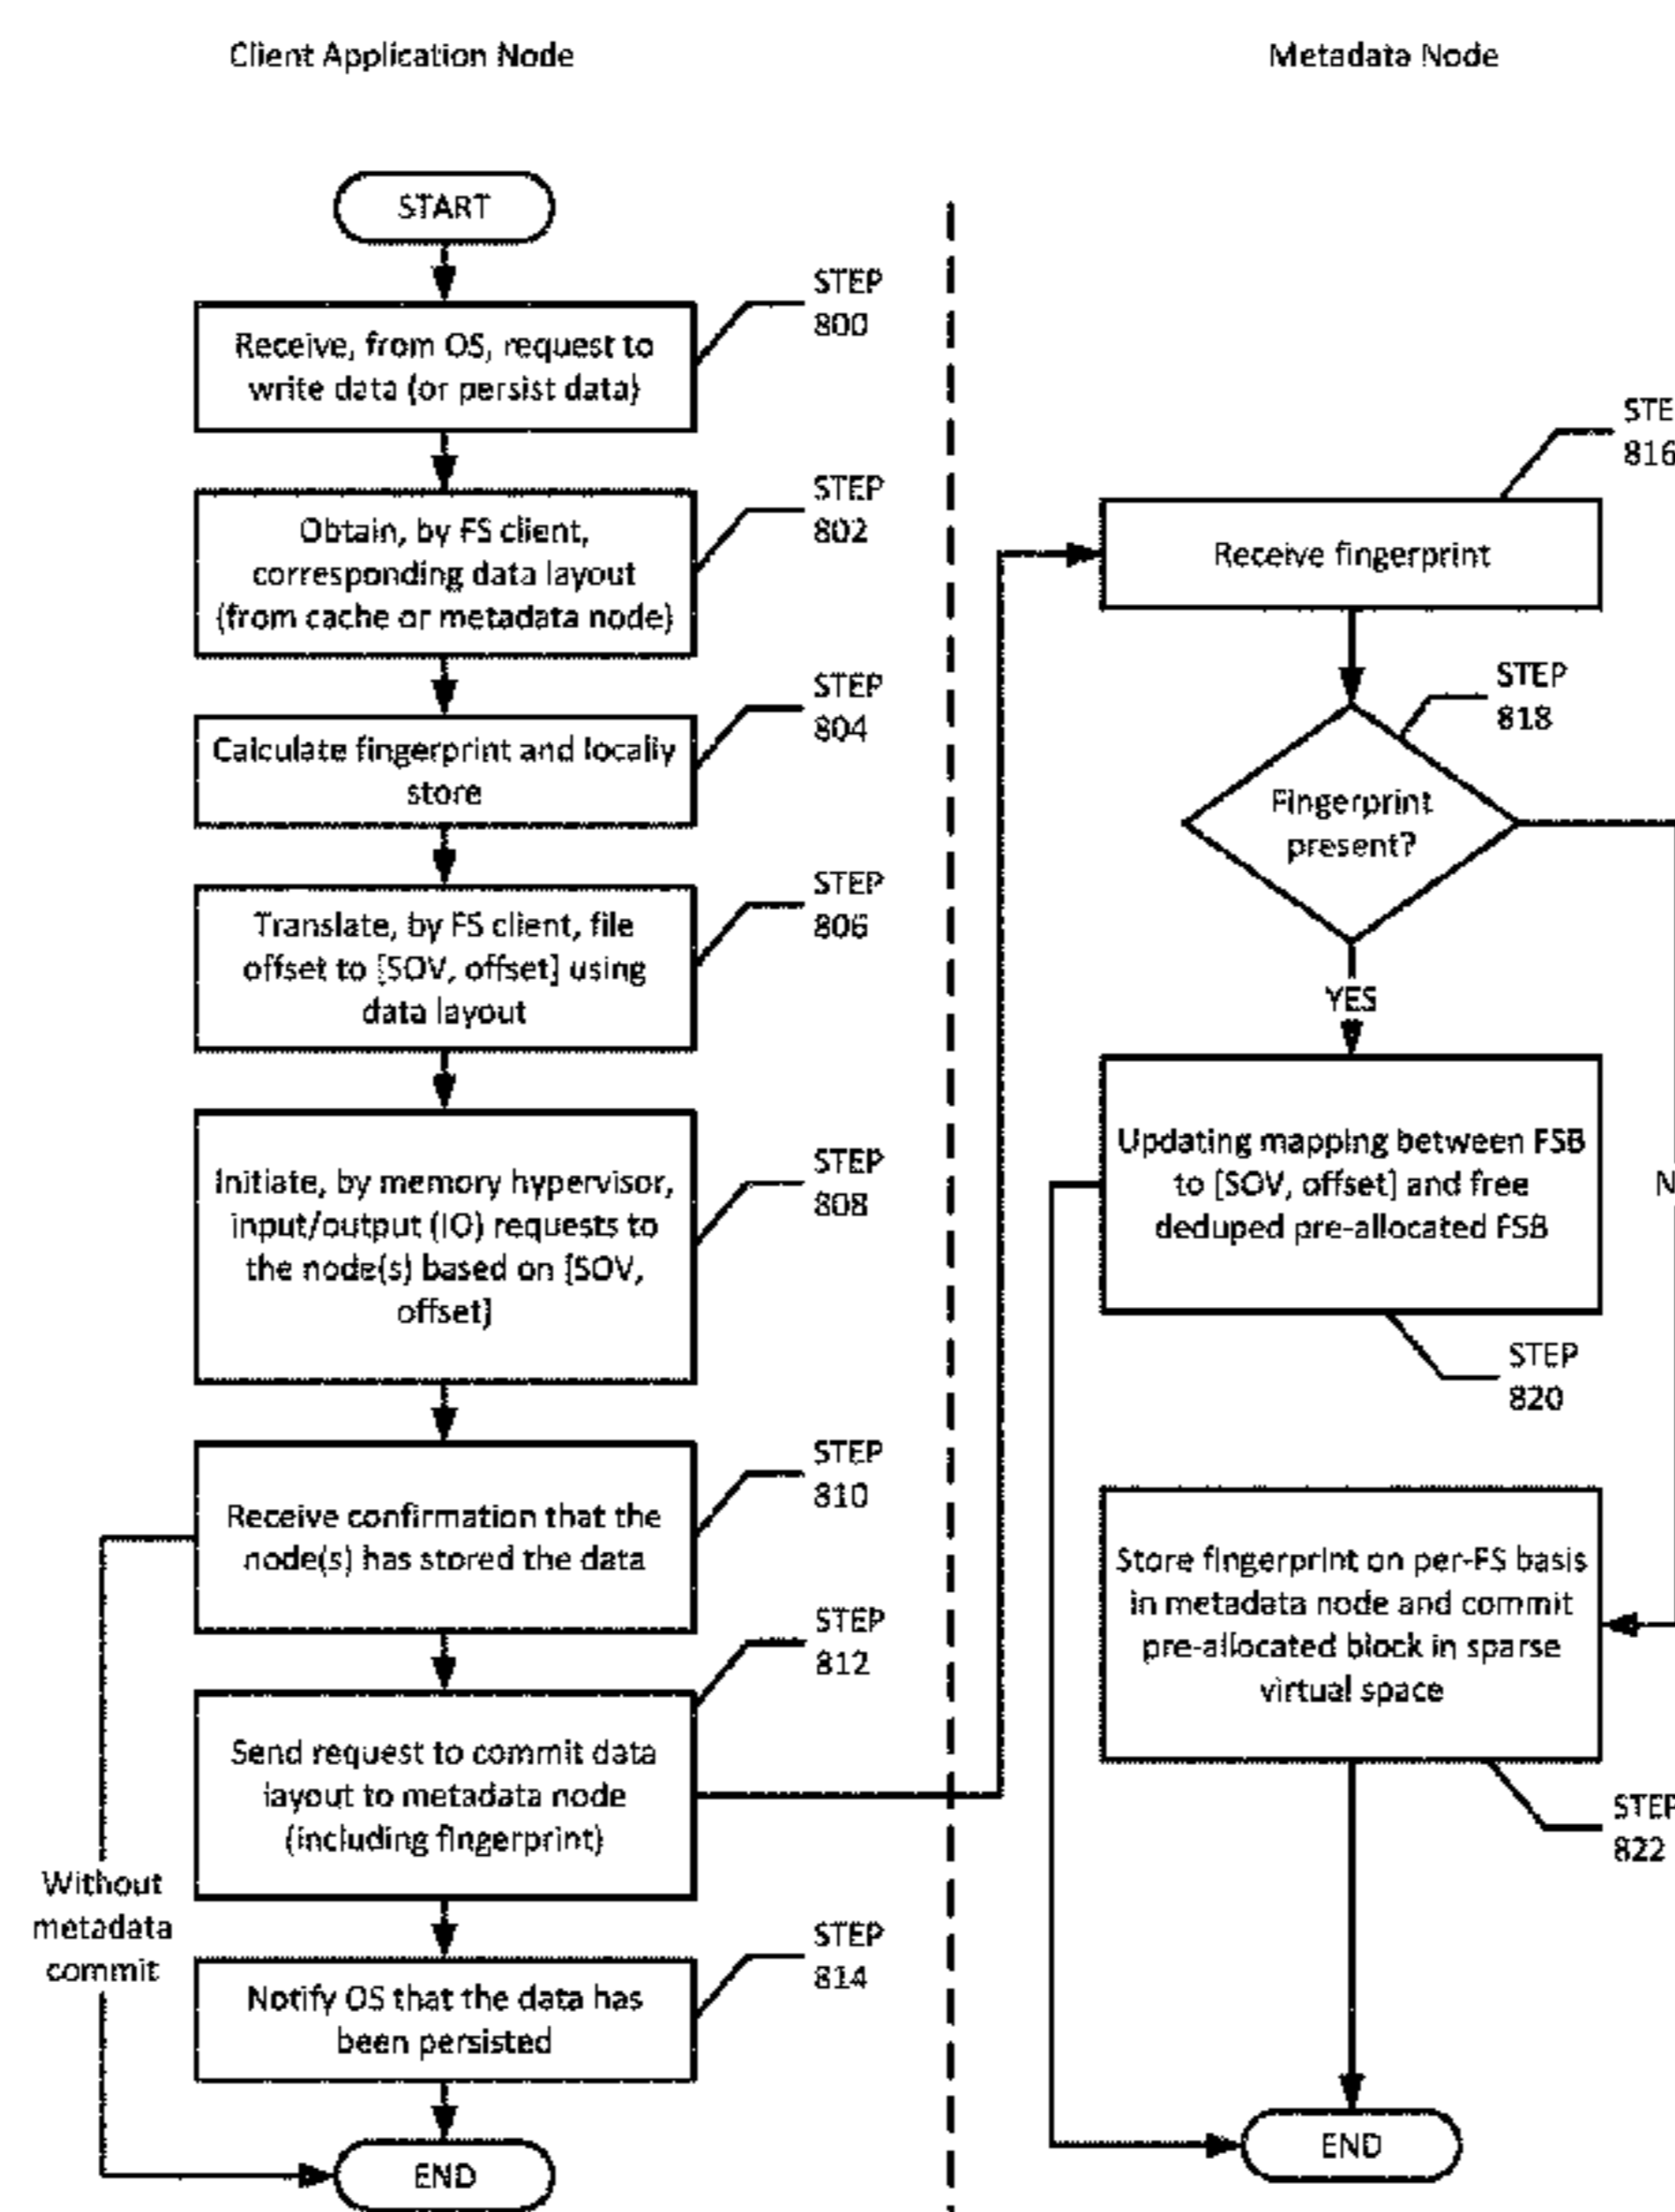 Client Application Node
START
STEP
800
Receive, from OS, request to
write data (or persist data)
STEP
802
Obtain, by FS client,
corresponding data layout
(from cache or metadata node)
STEP
804
Calculate fingerprint and locally
store
STEP
806
Translate, by FS client, file
offset to [SOV, offset] using
data layout
STEP
808
Initiate, by memory hypervisor,
input/output (IO) requests to
the node(s) based on [SOV,
offset]
STEP
810
Receive confirmation that the
node(s) has stored the data
STEP
812
Send request to commit data
layout to metadata node
(including fingerprint)
Without
metadata
commit
STEP
814
Notify OS that the data has
been persisted
END
Metadata Node
STE
816
Receive fingerprint
STEP
818
Fingerprint
present?
YES
N
Updating mapping between FSB
to [SOV, offset] and free
deduped pre-allocated FSB
STEP
820
Store fingerprint on per-FS basis
in metadata node and commit
pre-allocated block in sparse
virtual space
STEP
822
END